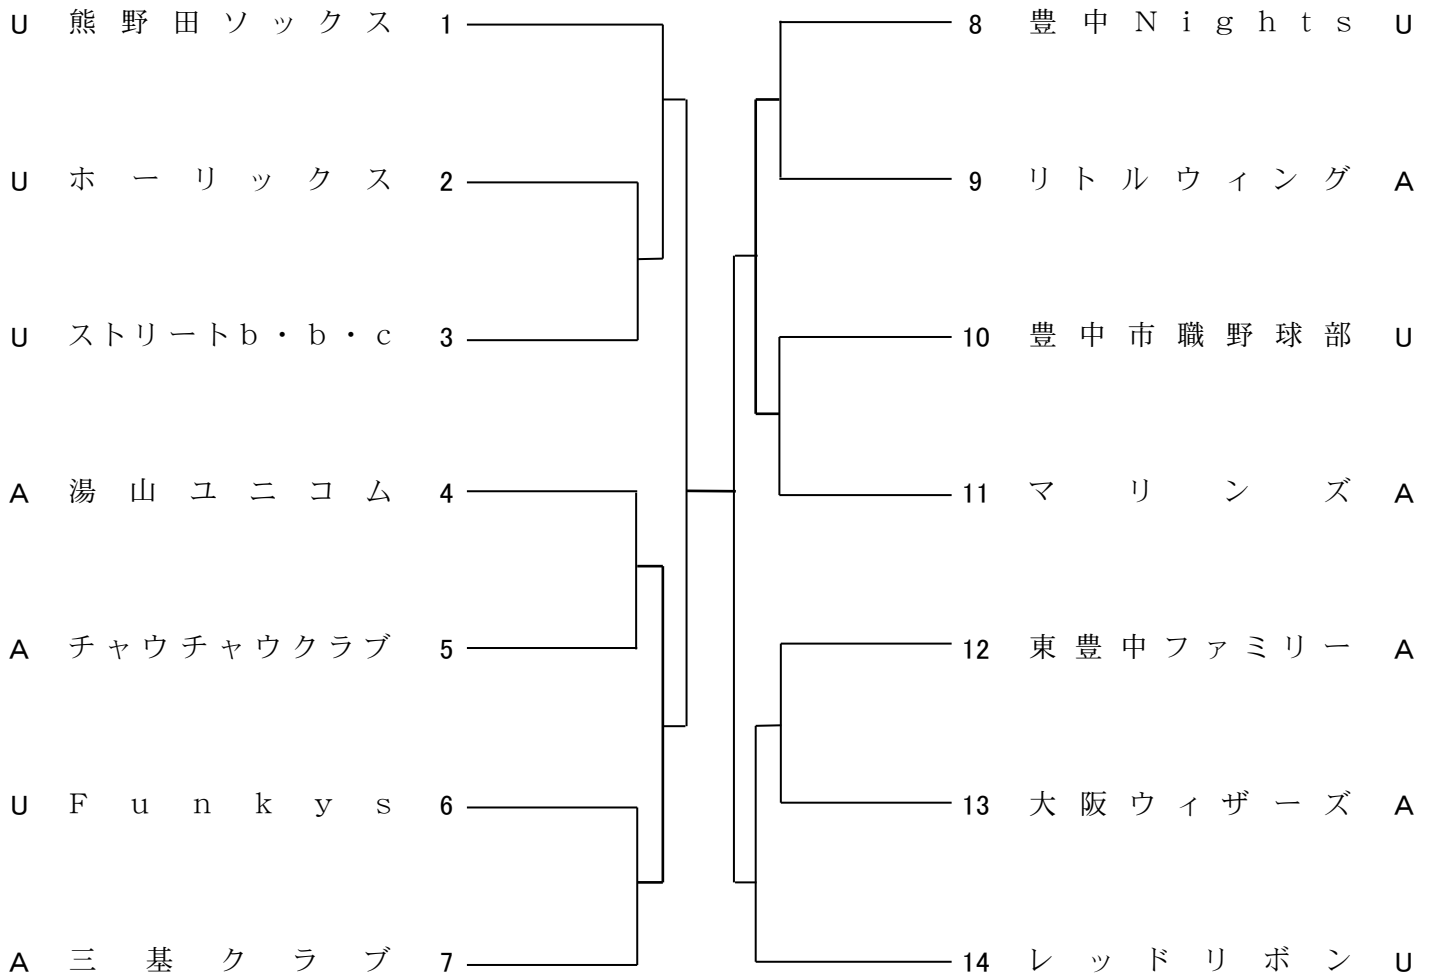 U 熊野田ソックス 1
U ホーリックス 2
U ストリートb・b・c 3
A 湯山ユニコム 4
A チャウチャウクラブ 5
U Funkys 6
A 三基クラブ 7
8 豊中Nights U
9 リトルウィング A
10 豊中市職野球部 U
11 マリンズ A
12 東豊中ファミリー A
13 大阪ウィザーズ A
14 レッドリボン U